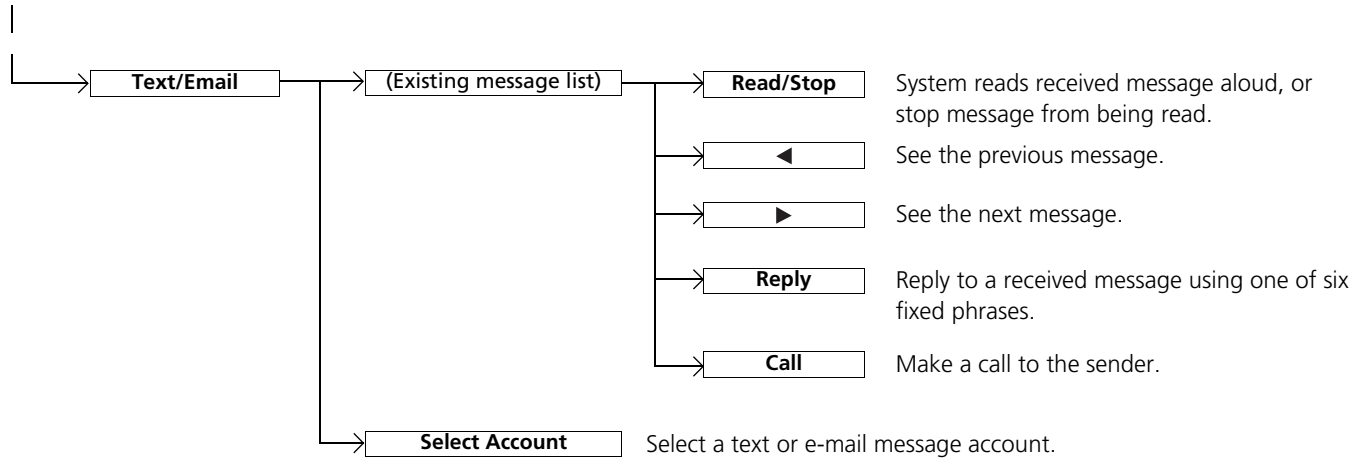 Text/Email
(Existing message list)
Read/Stop
System reads received message aloud, or
stop message from being read.
◀
See the previous message.
▶
See the next message.
Reply
Reply to a received message using one of six
fixed phrases.
Call
Make a call to the sender.
Select Account
Select a text or e-mail message account.